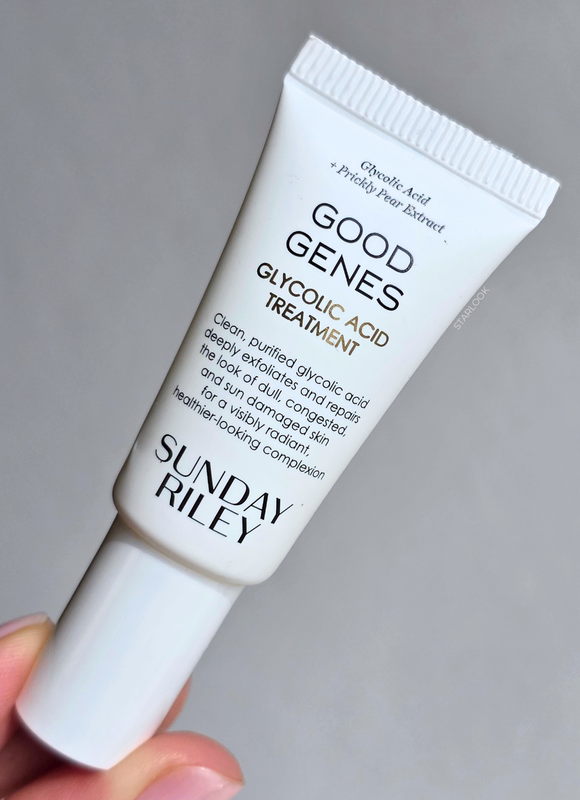 Glycolic Acid
+ Prickly Pear Extract
GOOD
GENES
GLYCOLIC ACID
TREATMENT
Clean, purified glycolic acid
deeply exfoliates and repairs
the look of dull, congested,
and sun damaged skin
for a visibly radiant,
healthier-looking complexion
SUNDAY
RILEY
STARLOOK